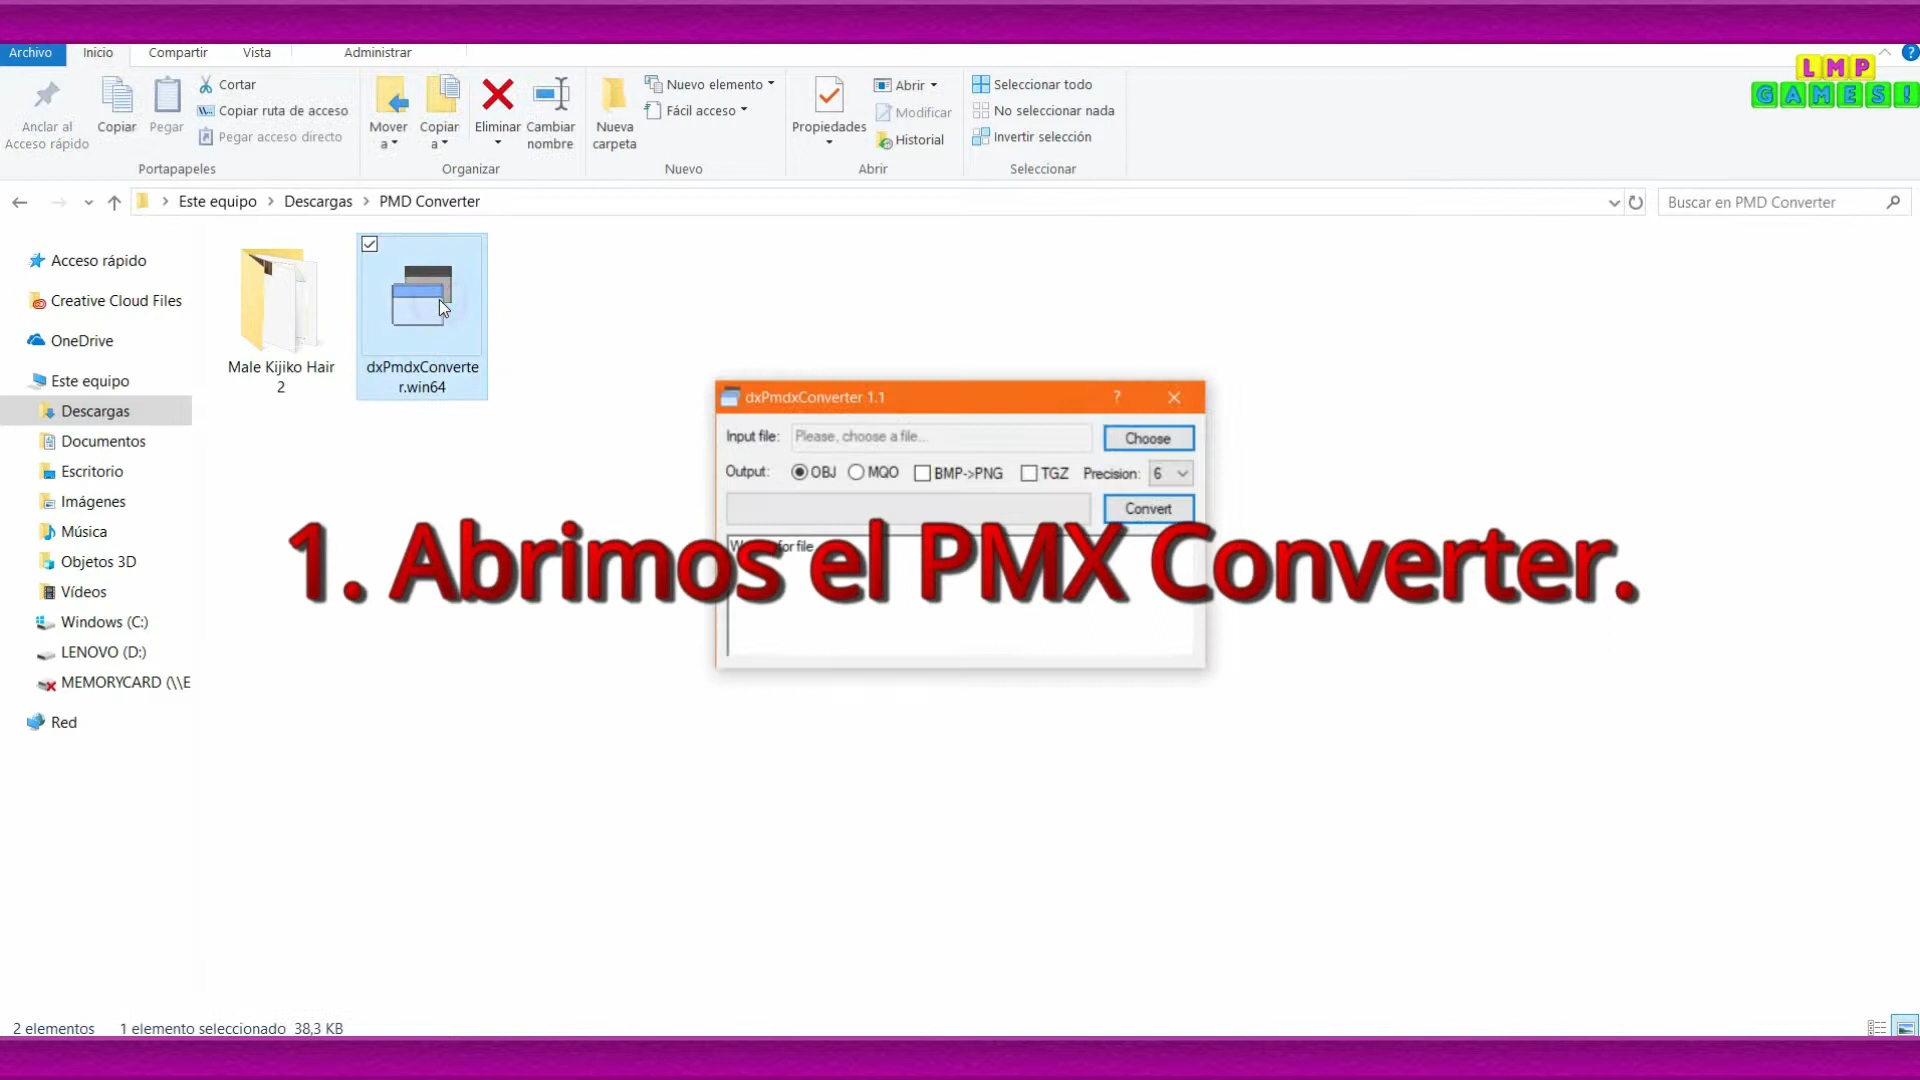 Archivo
Inicio
Compartir
Vista
Administrar
LMP
GAMES!
Anclar al
Acceso rápido
Copiar
Pegar
Cortar
Copiar ruta de acceso
Pegar acceso directo
Portapapeles
Mover
a
Copiar
a
Eliminar
Cambiar
nombre
Organizar
Nueva
carpeta
Nuevo elemento
Fácil acceso
Nuevo
Propiedades
Abrir
Modificar
Historial
Abrir
Seleccionar todo
No seleccionar nada
Invertir selección
Seleccionar
Este equipo > Descargas > PMD Converter
Buscar en PMD Converter
Acceso rápido
Creative Cloud Files
OneDrive
Este equipo
Descargas
Documentos
Escritorio
Imágenes
Música
Objetos 3D
Vídeos
Windows (C:)
LENOVO (D:)
MEMORYCARD (\\E
Red
Male Kijiko Hair
2
dxPmdxConverte
r.win64
dxPmdxConverter 1.1
?
Input file: Please, choose a file... Choose
Output: OBJ MQO BMP->PNG TGZ Precision: 6
Convert
for file
1. Abrimos el PMX Converter.
2 elementos 1 elemento seleccionado 38,3 KB